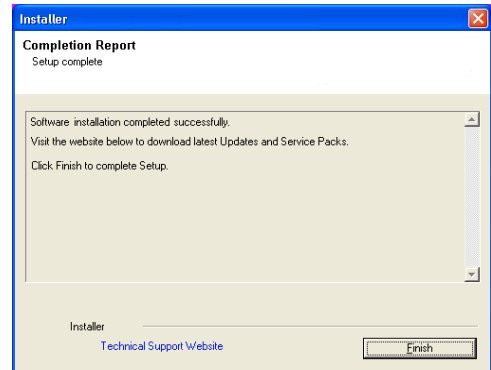 Installer
Completion Report
Setup complete
Software installation completed successfully.
Visit the website below to download latest Updates and Service Packs.
Click Finish to complete Setup.
Installer
Technical Support Website
Finish